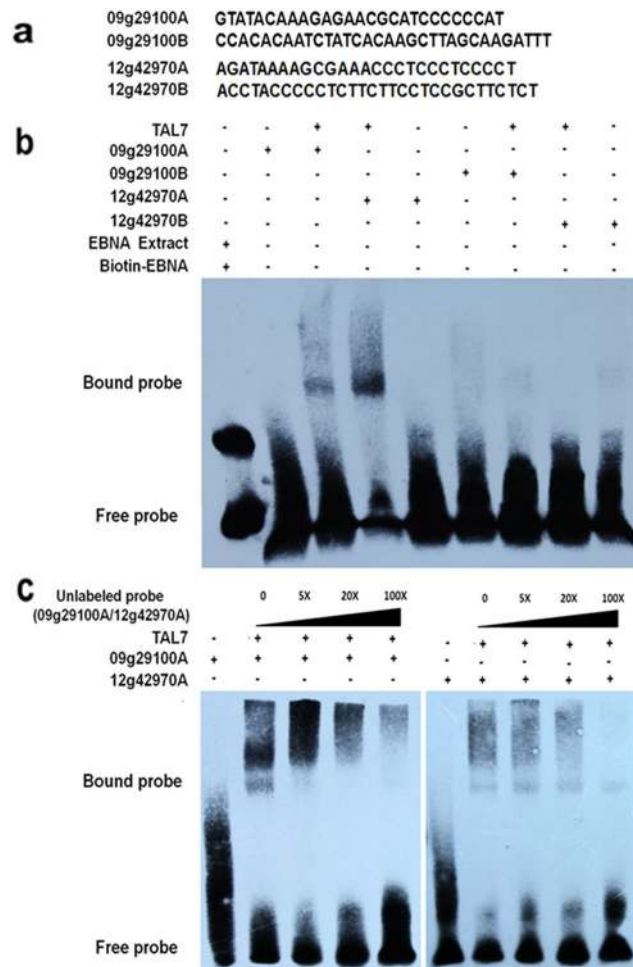 a
09g29100A GTATACAAAGAGAACGCATCCCCCCAT
09g29100B CCACACAATCTATCACAAGCTTAGCAAGATTT
12g42970A AGATAAAAGCGAAACCCTCCCTCCCCT
12g42970B ACCTACCCCCTCTTCTTCCTCCGCTTCTCT
b
TAL7 - - + + - - + + -
09g29100A - + + - - - - - -
09g29100B - - - - - + + - -
12g42970A - - - + + - - - -
12g42970B - - - - - - - + +
EBNA Extract + - - - - - - - -
Biotin-EBNA + - - - - - - - -
Bound probe
Free probe
c
Unlabeled probe 0 5X 20X 100X 0 5X 20X 100X
(09g29100A/12g42970A)
TAL7 - + + + + - + + + +
09g29100A + + + + + - - - - -
12g42970A - - - - - + + + + +
Bound probe
Free probe